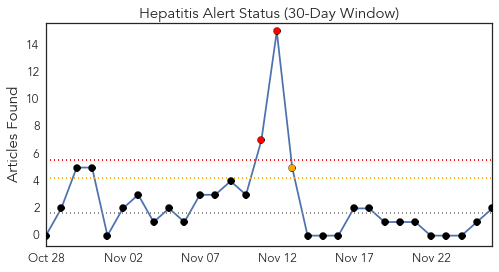 Hepatitis Alert Status (30-Day Window)
Articles Found
14
12
10
8
6
4
2
0
Oct 28
Nov 02
Nov 07
Nov 12
Nov 17
Nov 22